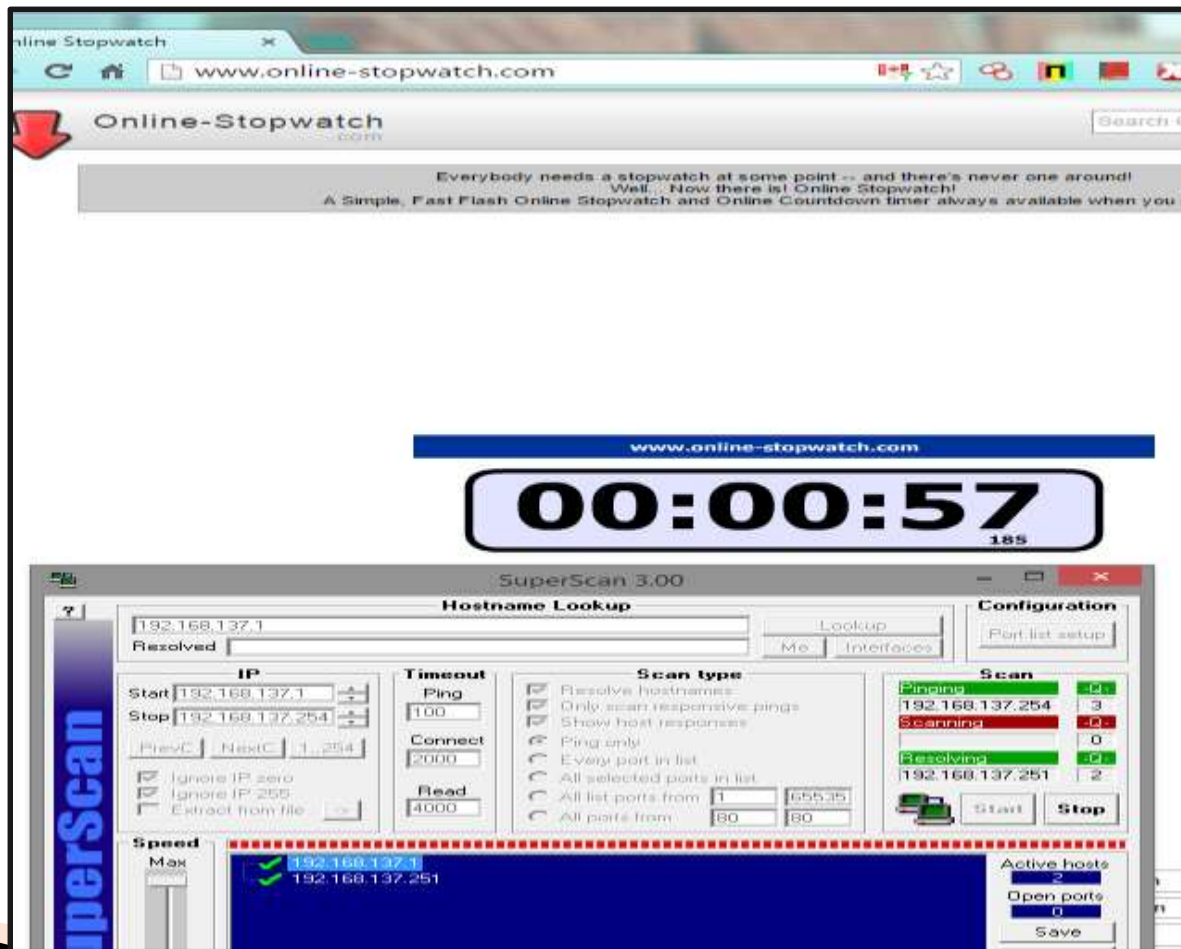 nline Stopwatch
www.online-stopwatch.com
Online-Stopwatch
.com
Search
Everybody needs a stopwatch at some point -- and there's never one around!
Well... Now there is! Online Stopwatch!
A Simple, Fast Flash Online Stopwatch and Online Countdown timer always available when you
www.online-stopwatch.com
00:00:57
185
SuperScan 3.00
?
Hostname Lookup
Configuration
192.168.137.1
Lookup
Port list setup
Resolved
Me
Interfaces
IP
Timeout
Scan type
Scan
Start 192.168.137.1
Ping
Resolve hostnames
Pinging -Q-
Stop 192.168.137.254
100
Only scan responsive pings
192.168.137.254 3
Show host responses
Scanning -Q-
PrevC NextC 1..254
Connect
Ping only
0
2000
Every port in list
Resolving -Q-
Ignore IP zero
All selected ports in list
192.168.137.251 2
Ignore IP 255
Read
All list ports from 1 65535
Extract from file ->
4000
All ports from 80 80
Start Stop
uperScan
Speed
Max
192.168.137.1
192.168.137.251
Active hosts
2
Open ports
0
Save